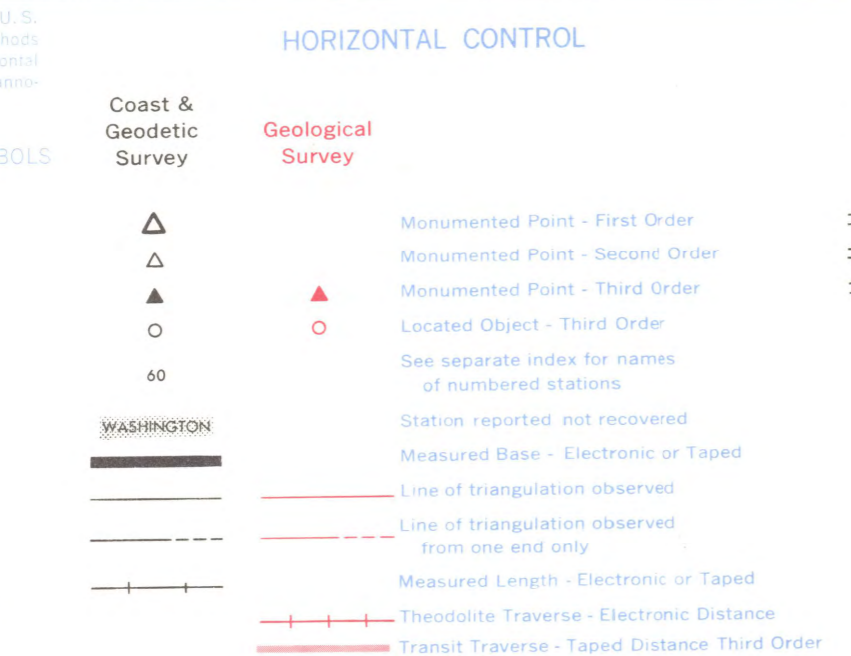 U. S.
HORIZONTAL CONTROL
Coast &
Geodetic
Survey
Geological
Survey
BOLS
Monumented Point - First Order
Monumented Point - Second Order
Monumented Point - Third Order
Located Object - Third Order
60
See separate index for names
of numbered stations
WASHINGTON
Station reported not recovered
Measured Base - Electronic or Taped
Line of triangulation observed
Line of triangulation observed
from one end only
Measured Length - Electronic or Taped
Theodolite Traverse - Electronic Distance
Transit Traverse - Taped Distance Third Order